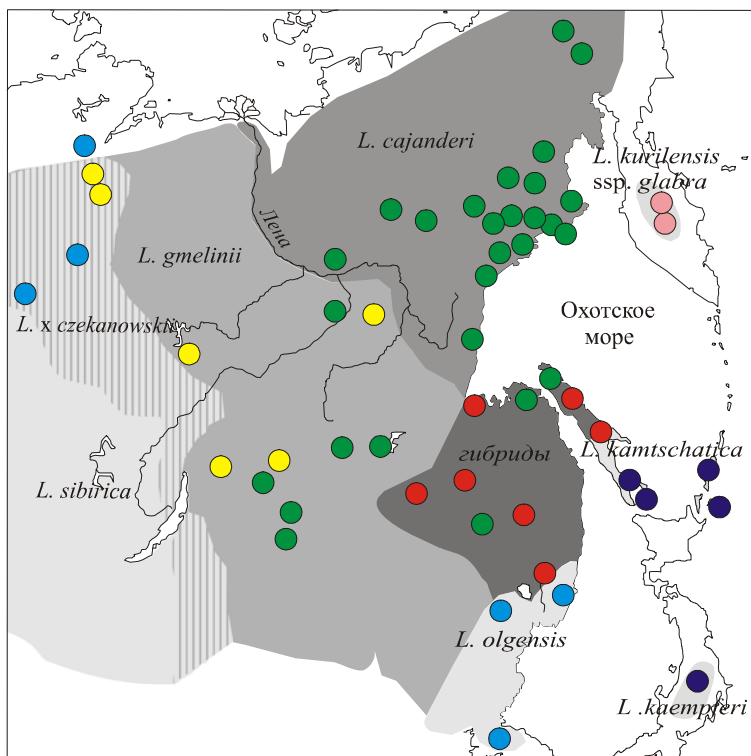 L. cajanderi
L. kurilensis
ssp. glabra
Лена
L. gmelinii
Охотское
море
L. x czekanowskii
гибриды
L. kamtschatica
L. sibirica
L. olgensis
L .kaempferi